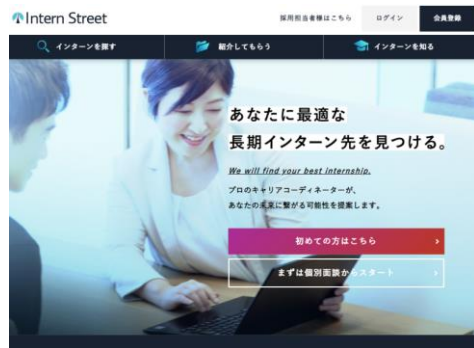 Intern Street
採用担当者様はこちら
ログイン
会員登録
インターンを探す
紹介してもらう
インターンを知る
あなたに最適な
長期インターン先を見つける。
We will find your best internship.
プロのキャリアコーディネーターが、
あなたの未来に繋がる可能性を提案します。
初めての方はこちら
まずは個別面談からスタート